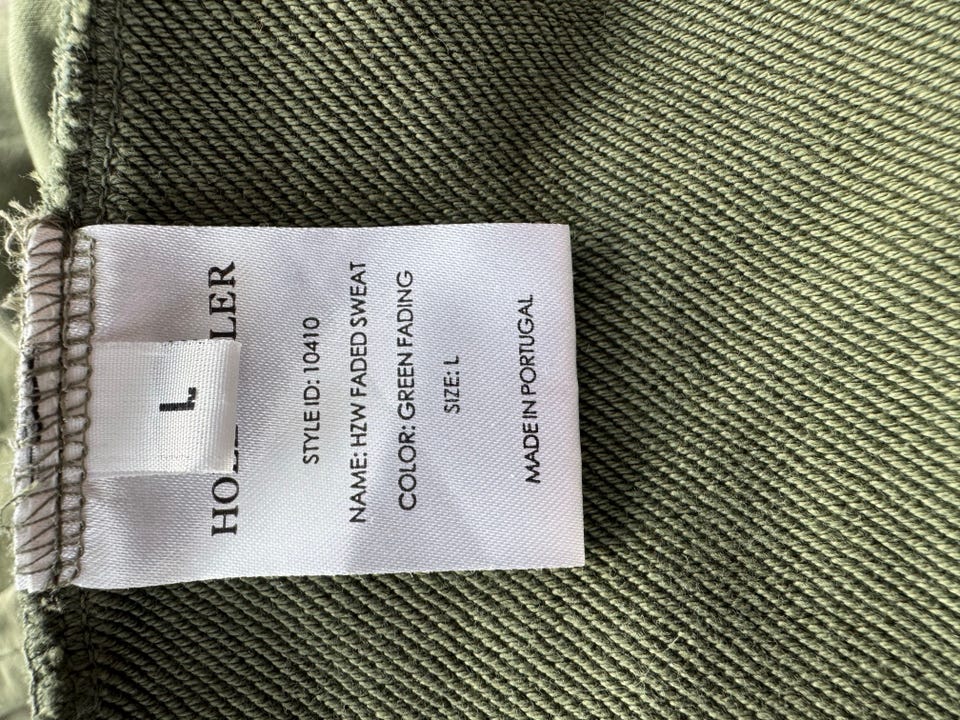 L
STYLE ID: 10410
NAME: HZW FADED SWEAT
COLOR: GREEN FADING
SIZE: L
MADE IN PORTUGAL